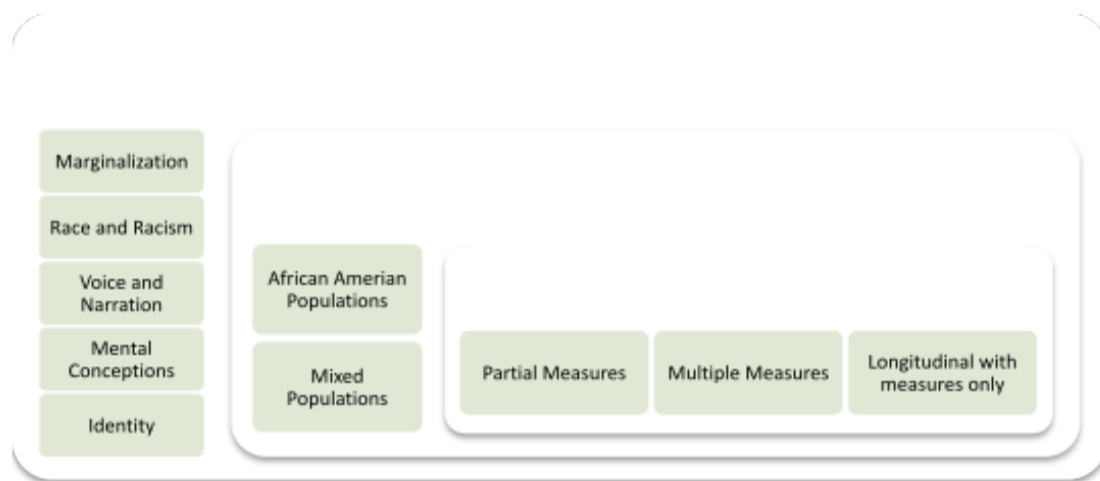 Marginalization
Race and Racism
Voice and
Narration
Mental
Conceptions
Identity
African Amerian
Populations
Mixed
Populations
Partial Measures
Multiple Measures
Longitudinal with
measures only